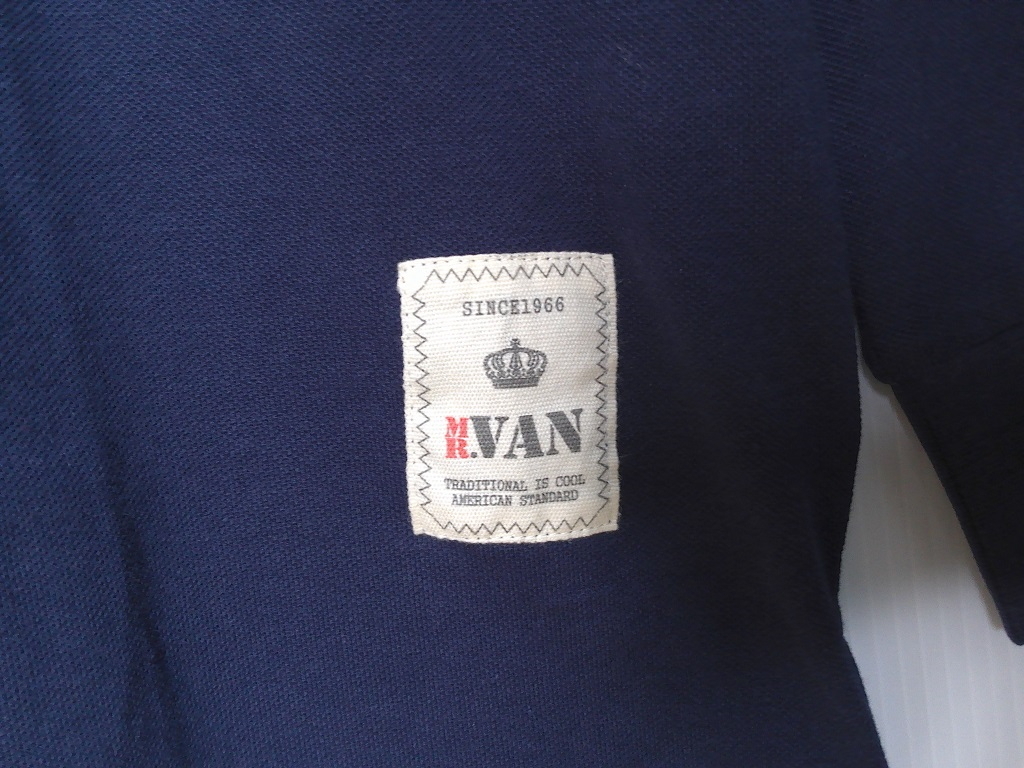 SINCE1966
MR.VAN
TRADITIONAL IS COOL
AMERICAN STANDARD